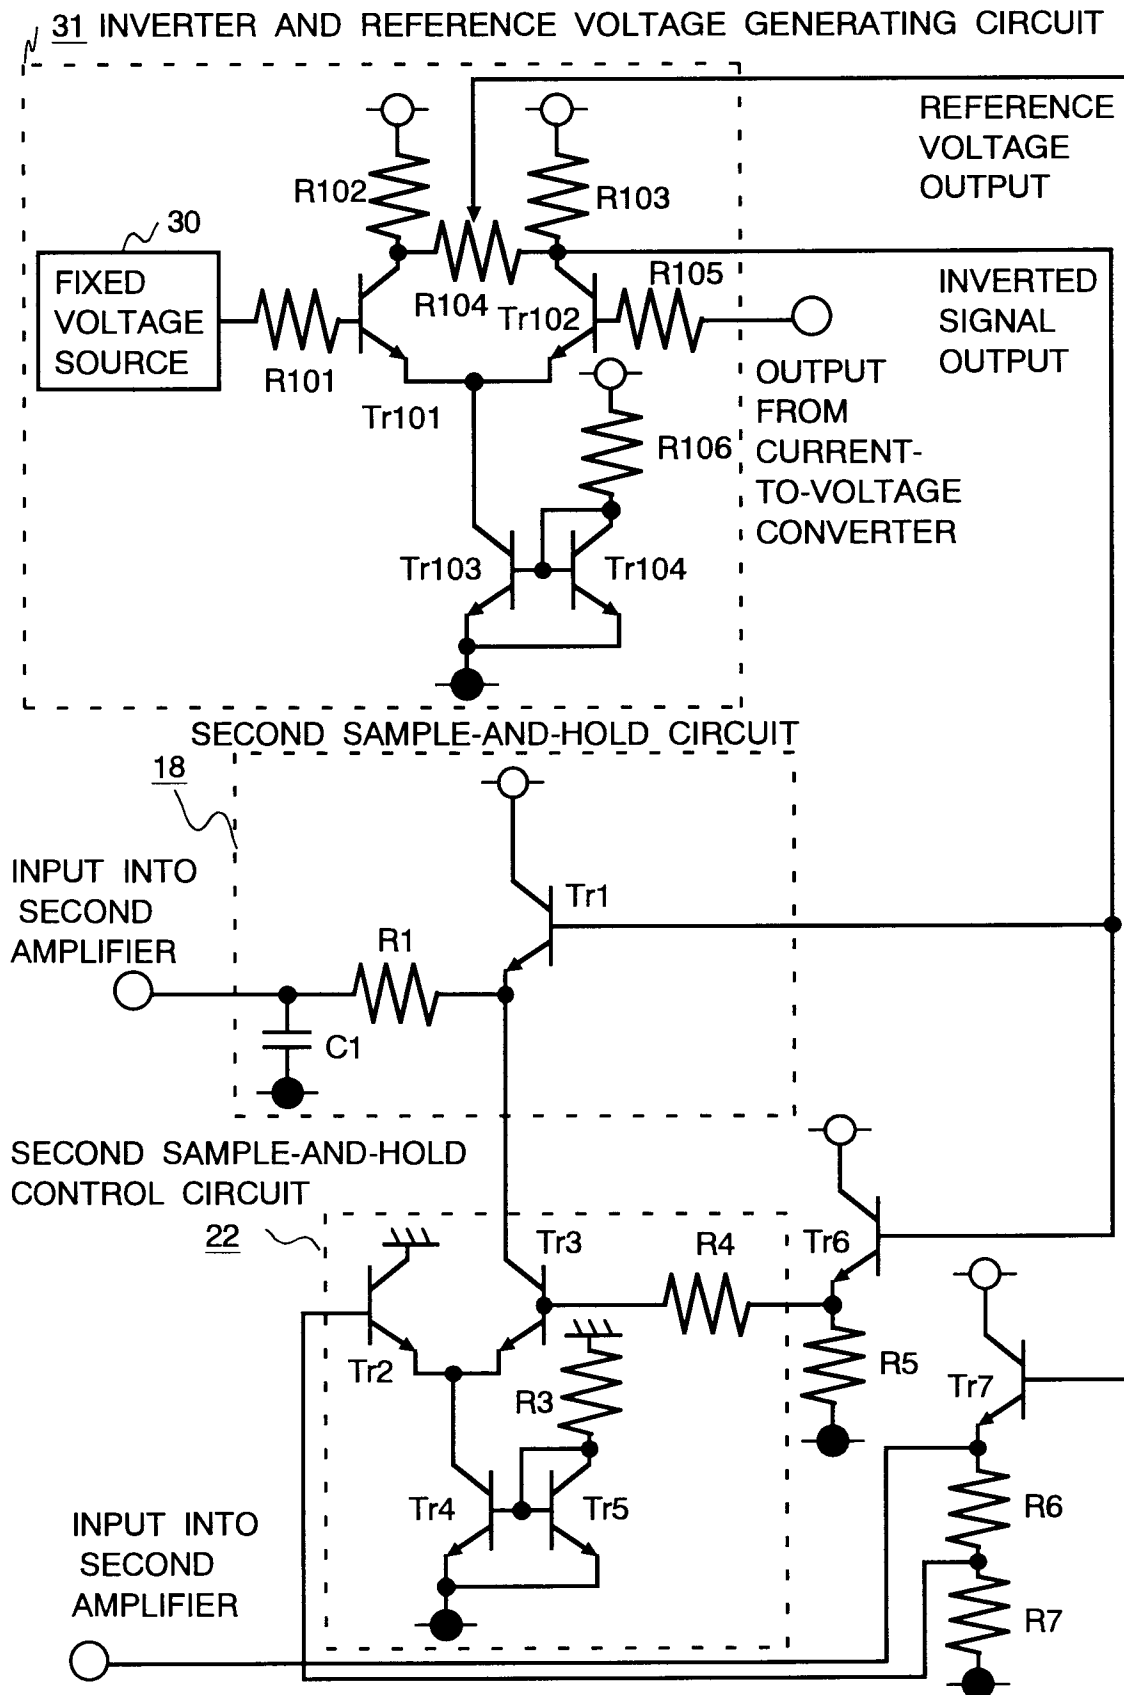 31 INVERTER AND REFERENCE VOLTAGE GENERATING CIRCUIT
REFERENCE
VOLTAGE
OUTPUT
R102
R103
30
FIXED
VOLTAGE
SOURCE
R101
R104
Tr102
R105
INVERTED
SIGNAL
OUTPUT
Tr101
R106
OUTPUT
FROM
CURRENT-
TO-VOLTAGE
CONVERTER
Tr103
Tr104
SECOND SAMPLE-AND-HOLD CIRCUIT
18
INPUT INTO
SECOND
AMPLIFIER
Tr1
R1
C1
SECOND SAMPLE-AND-HOLD
CONTROL CIRCUIT
22
Tr3
R4
Tr6
Tr2
R3
R5
Tr7
Tr4
Tr5
R6
INPUT INTO
SECOND
AMPLIFIER
R7